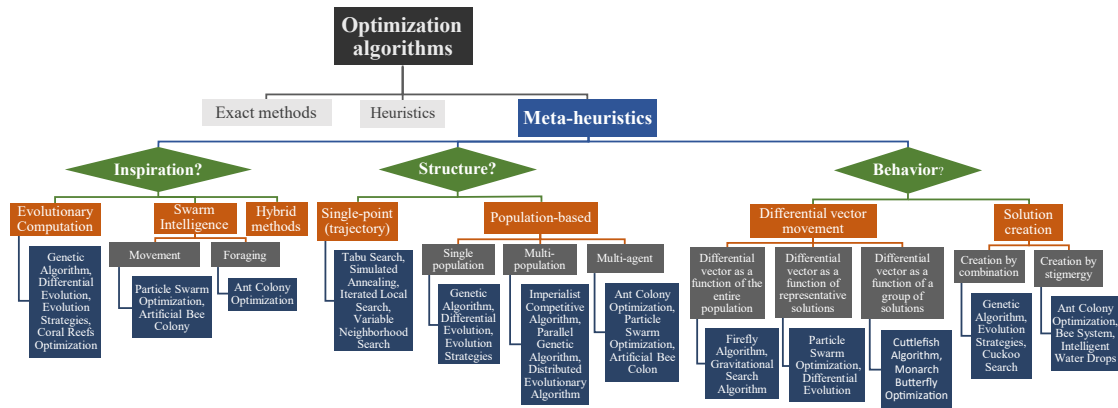 Optimization
algorithms
Exact methods
Heuristics
Meta-heuristics
Inspiration?
Structure?
Behavior?
Evolutionary
Computation
Swarm
Intelligence
Hybrid
methods
Single-point
(trajectory)
Population-based
Differential vector
movement
Solution
creation
Movement
Foraging
Single
population
Multi-
population
Multi-agent
Differential
vector as a
function of the
entire
population
Differential
vector as a
function of
representative
solutions
Differential
vector as a
function of a
group of
solutions
Creation by
combination
Creation by
stigmergy
Genetic
Algorithm,
Differential
Evolution,
Evolution
Strategies,
Coral Reefs
Optimization
Particle Swarm
Optimization,
Artificial Bee
Colony
Ant Colony
Optimization
Tabu Search,
Simulated
Annealing,
Iterated Local
Search,
Variable
Neighborhood
Search
Genetic
Algorithm,
Differential
Evolution,
Evolution
Strategies
Imperialist
Competitive
Algorithm,
Parallel
Genetic
Algorithm,
Distributed
Evolutionary
Algorithm
Ant Colony
Optimization,
Particle
Swarm
Optimization,
Artificial Bee
Colon
Firefly
Algorithm,
Gravitational
Search
Algorithm
Particle
Swarm
Optimization,
Differential
Evolution
Cuttlefish
Algorithm,
Monarch
Butterfly
Optimization
Genetic
Algorithm,
Evolution
Strategies,
Cuckoo
Search
Ant Colony
Optimization,
Bee System,
Intelligent
Water Drops